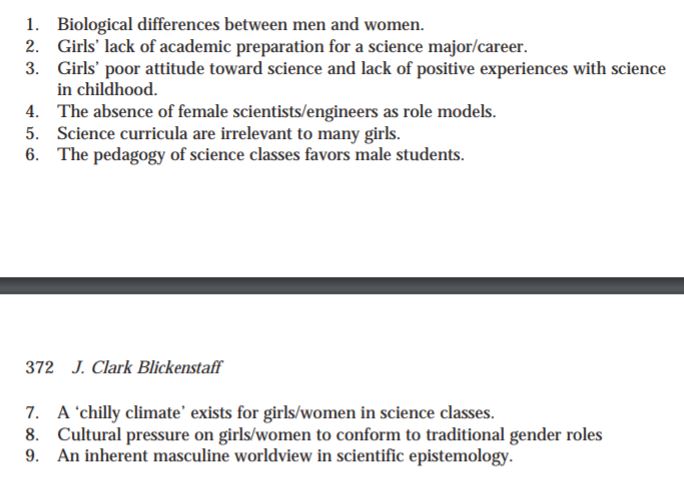 1. Biological differences between men and women.
2. Girls' lack of academic preparation for a science major/career.
3. Girls' poor attitude toward science and lack of positive experiences with science
in childhood.
4. The absence of female scientists/engineers as role models.
5. Science curricula are irrelevant to many girls.
6. The pedagogy of science classes favors male students.
372 J. Clark Blickenstaff
7. A ‘chilly climate’ exists for girls/women in science classes.
8. Cultural pressure on girls/women to conform to traditional gender roles
9. An inherent masculine worldview in scientific epistemology.